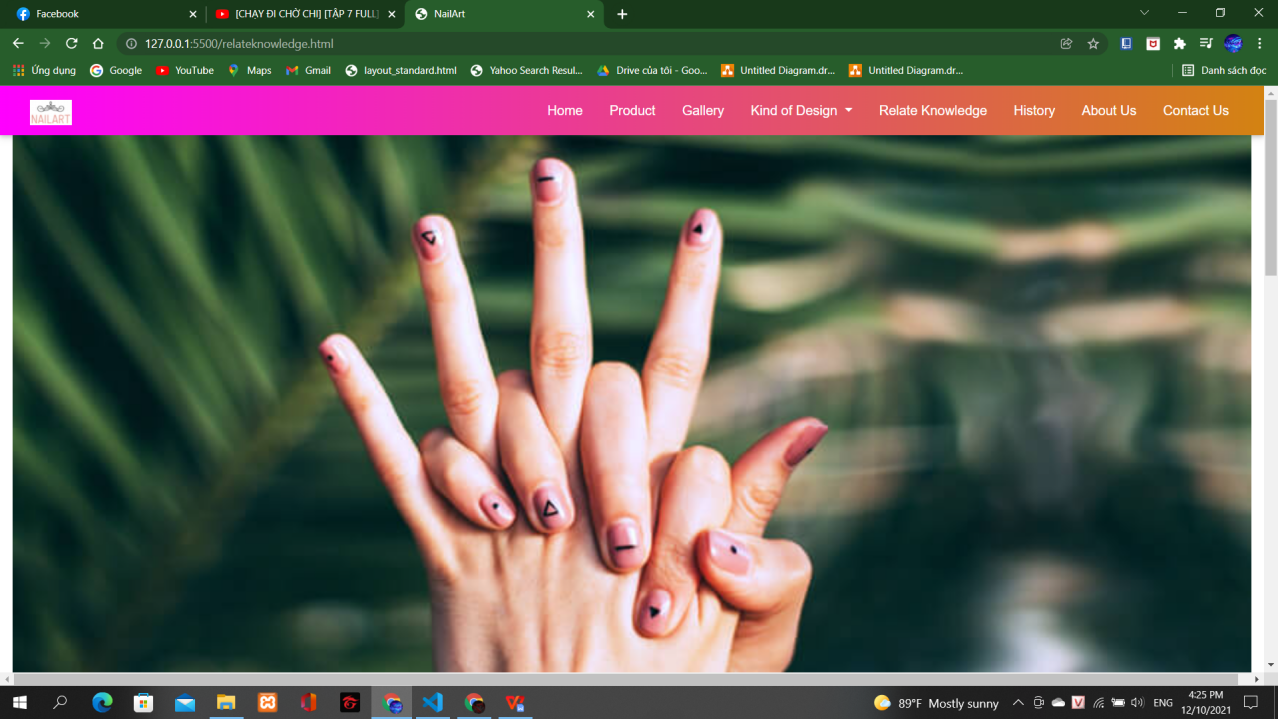 Facebook
[CHẠY ĐI CHỜ CHI] [TẬP 7 FULL]
NailArt
127.0.0.1:5500/relateknowledge.html
Ứng dụng
Google
YouTube
Maps
Gmail
layout_standard.html
Yahoo Search Resul...
Drive của tôi - Goo...
Untitled Diagram.dr...
Untitled Diagram.dr...
Danh sách đọc
NAILART
Home
Product
Gallery
Kind of Design
Relate Knowledge
History
About Us
Contact Us
89°F Mostly sunny
ENG
4:25 PM
12/10/2021